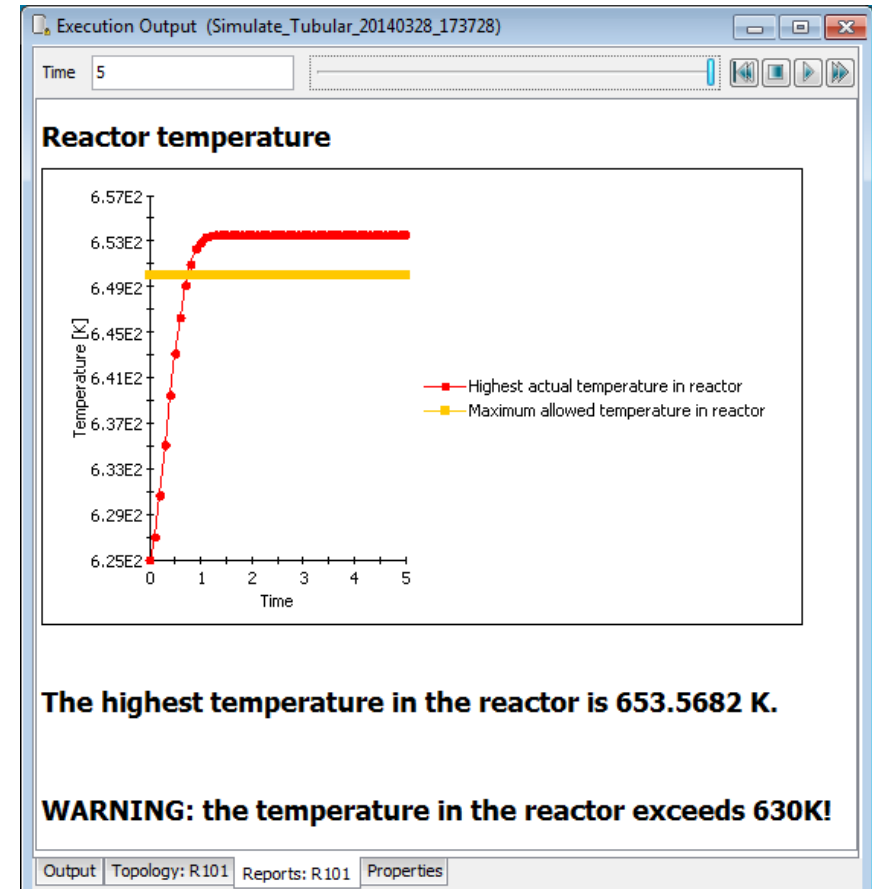 Execution Output (Simulate_Tubular_20140328_173728)
Time 5
Reactor temperature
6.57E2
6.53E2
6.49E2
6.45E2
6.41E2
6.37E2
6.33E2
6.29E2
6.25E2
Temperature [K]
0 1 2 3 4 5
Time
Highest actual temperature in reactor
Maximum allowed temperature in reactor
The highest temperature in the reactor is 653.5682 K.
WARNING: the temperature in the reactor exceeds 630K!
Output Topology: R101 Reports: R101 Properties